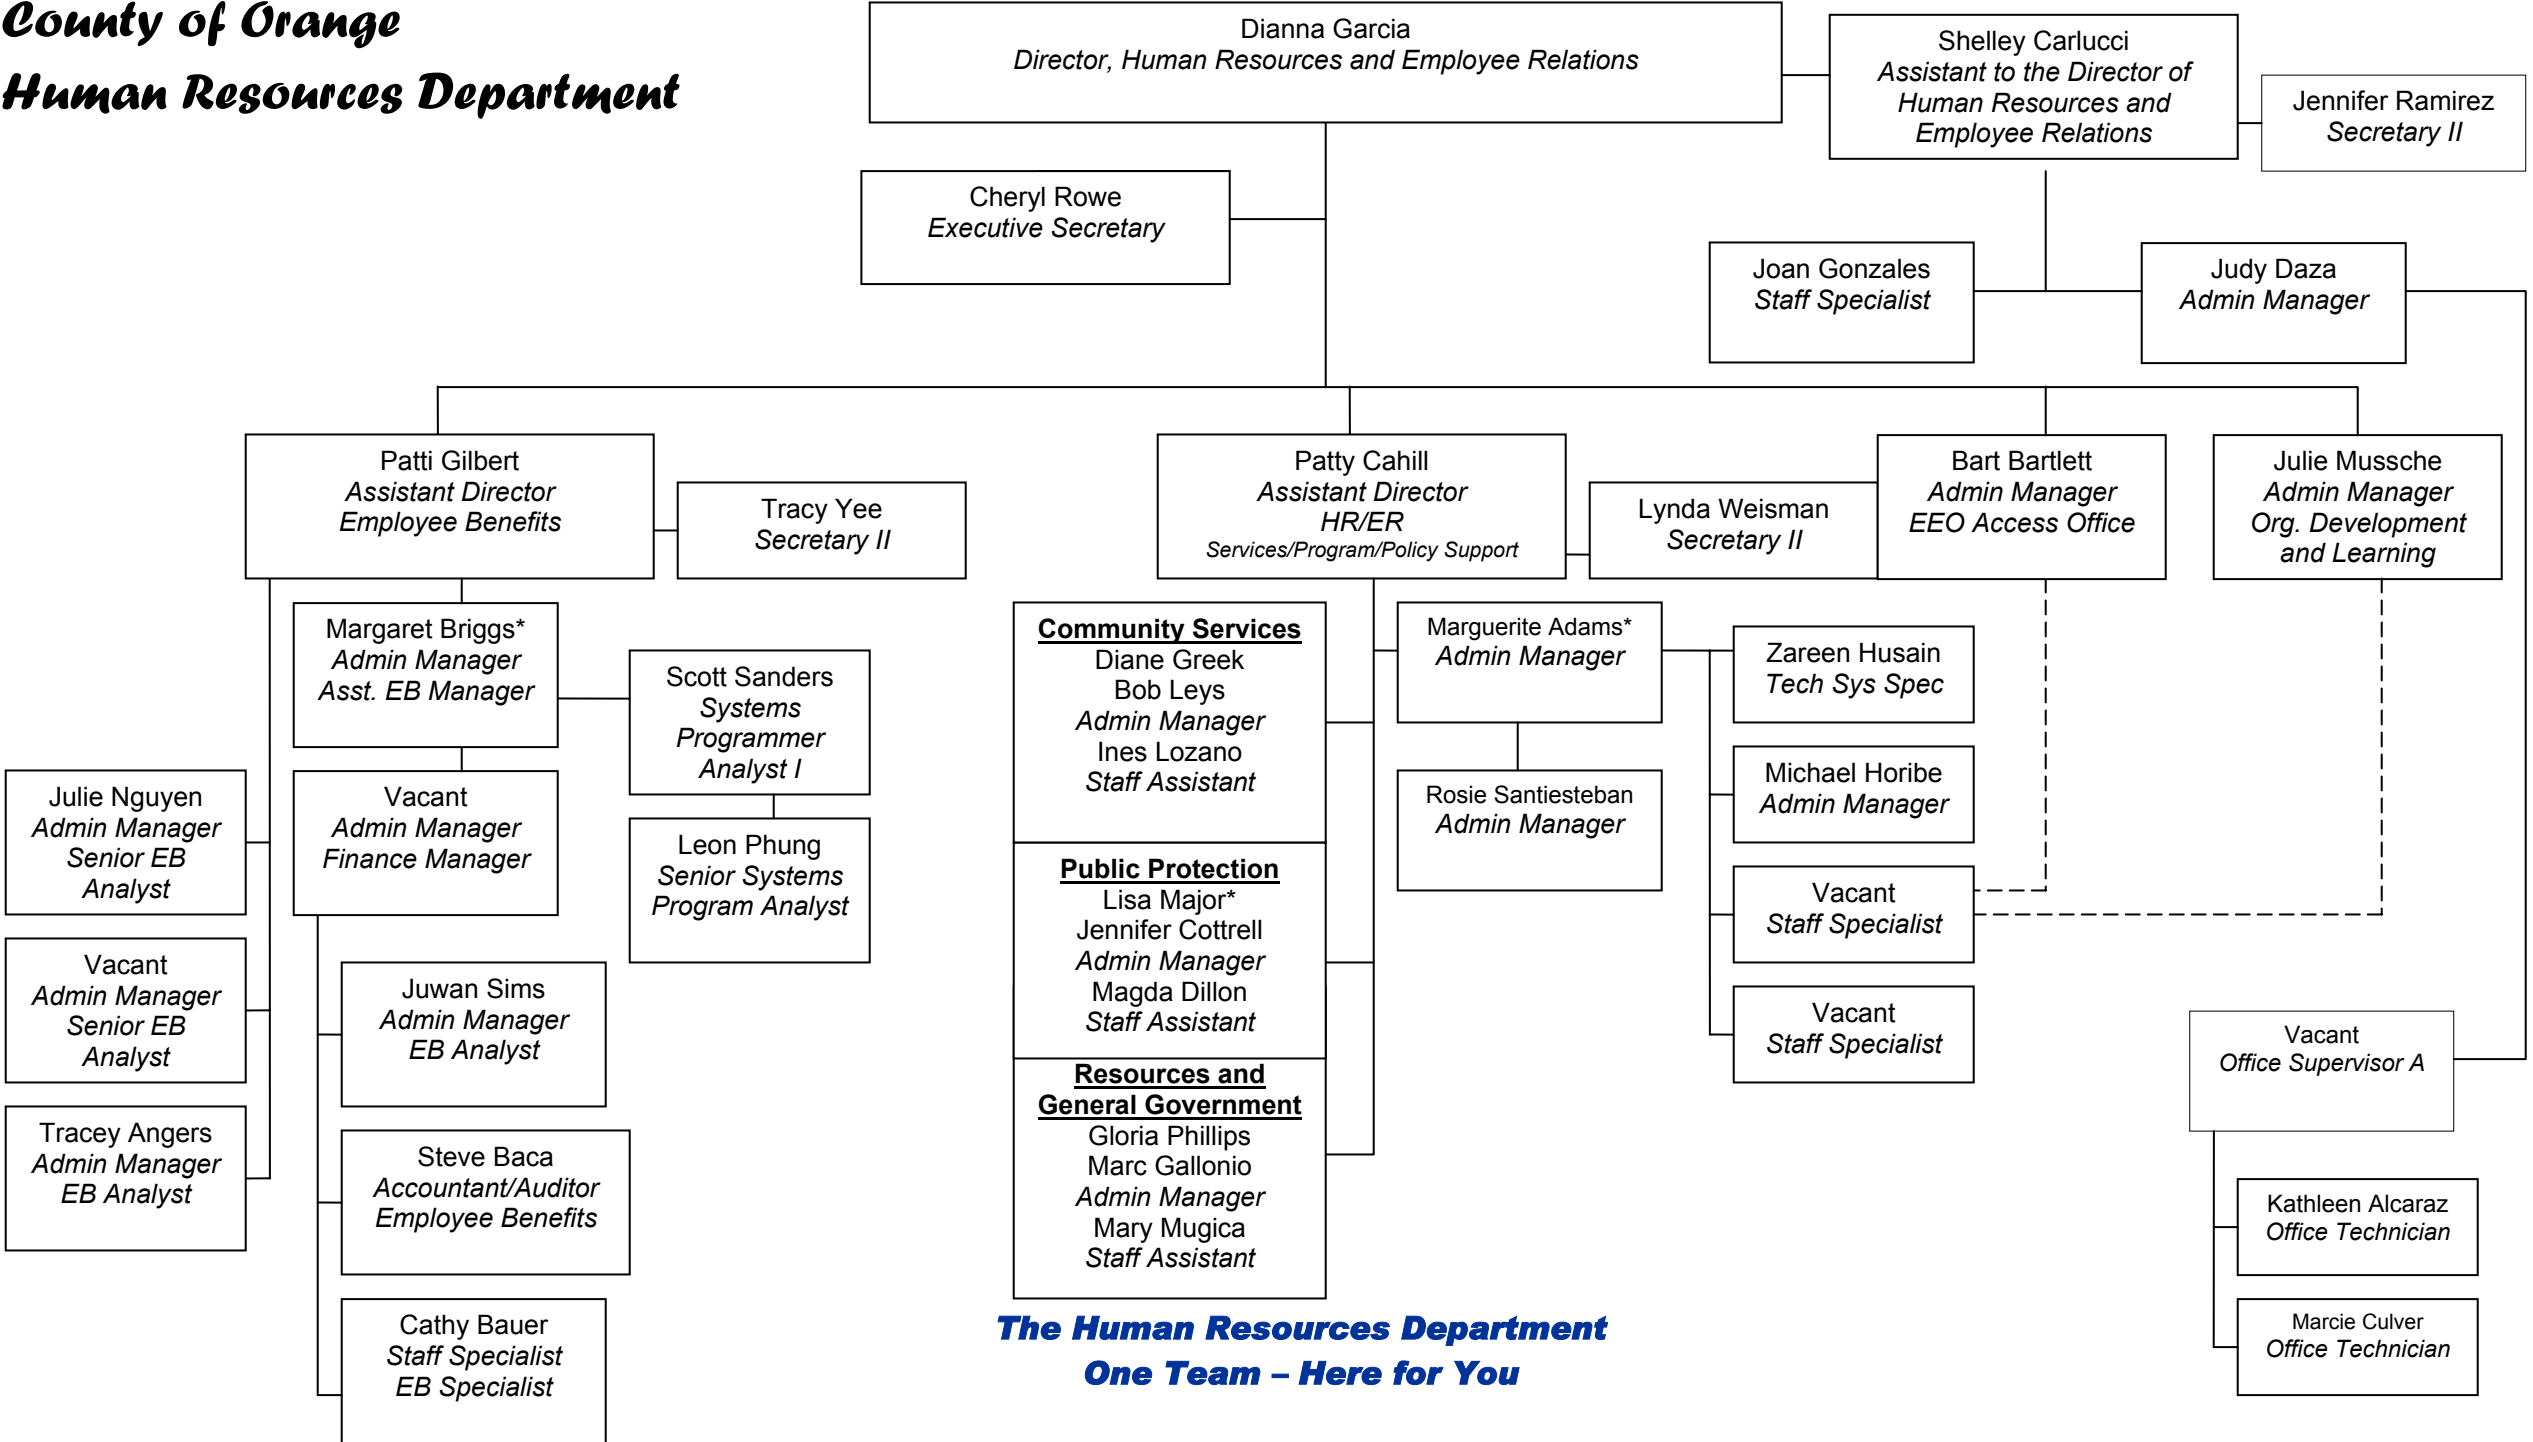 County of Orange
Human Resources Department
Dianna Garcia
Director, Human Resources and Employee Relations
Shelley Carlucci
Assistant to the Director of
Human Resources and
Employee Relations
Jennifer Ramirez
Secretary II
Cheryl Rowe
Executive Secretary
Joan Gonzales
Staff Specialist
Judy Daza
Admin Manager
Patti Gilbert
Assistant Director
Employee Benefits
Tracy Yee
Secretary II
Patty Cahill
Assistant Director
HR/ER
Services/Program/Policy Support
Lynda Weisman
Secretary II
Bart Bartlett
Admin Manager
EEO Access Office
Julie Mussche
Admin Manager
Org. Development
and Learning
Margaret Briggs*
Admin Manager
Asst. EB Manager
Scott Sanders
Systems
Programmer
Analyst I
Julie Nguyen
Admin Manager
Senior EB
Analyst
Vacant
Admin Manager
Finance Manager
Leon Phung
Senior Systems
Program Analyst
Vacant
Admin Manager
Senior EB
Analyst
Juwan Sims
Admin Manager
EB Analyst
Tracey Angers
Admin Manager
EB Analyst
Steve Baca
Accountant/Auditor
Employee Benefits
Cathy Bauer
Staff Specialist
EB Specialist
Community Services
Diane Greek
Bob Leys
Admin Manager
Ines Lozano
Staff Assistant
Public Protection
Lisa Major*
Jennifer Cottrell
Admin Manager
Magda Dillon
Staff Assistant
Resources and
General Government
Gloria Phillips
Marc Gallonio
Admin Manager
Mary Mugica
Staff Assistant
Marguerite Adams*
Admin Manager
Rosie Santiesteban
Admin Manager
Zareen Husain
Tech Sys Spec
Michael Horibe
Admin Manager
Vacant
Staff Specialist
Vacant
Staff Specialist
Vacant
Office Supervisor A
Kathleen Alcaraz
Office Technician
Marcie Culver
Office Technician
The Human Resources Department
One Team – Here for You